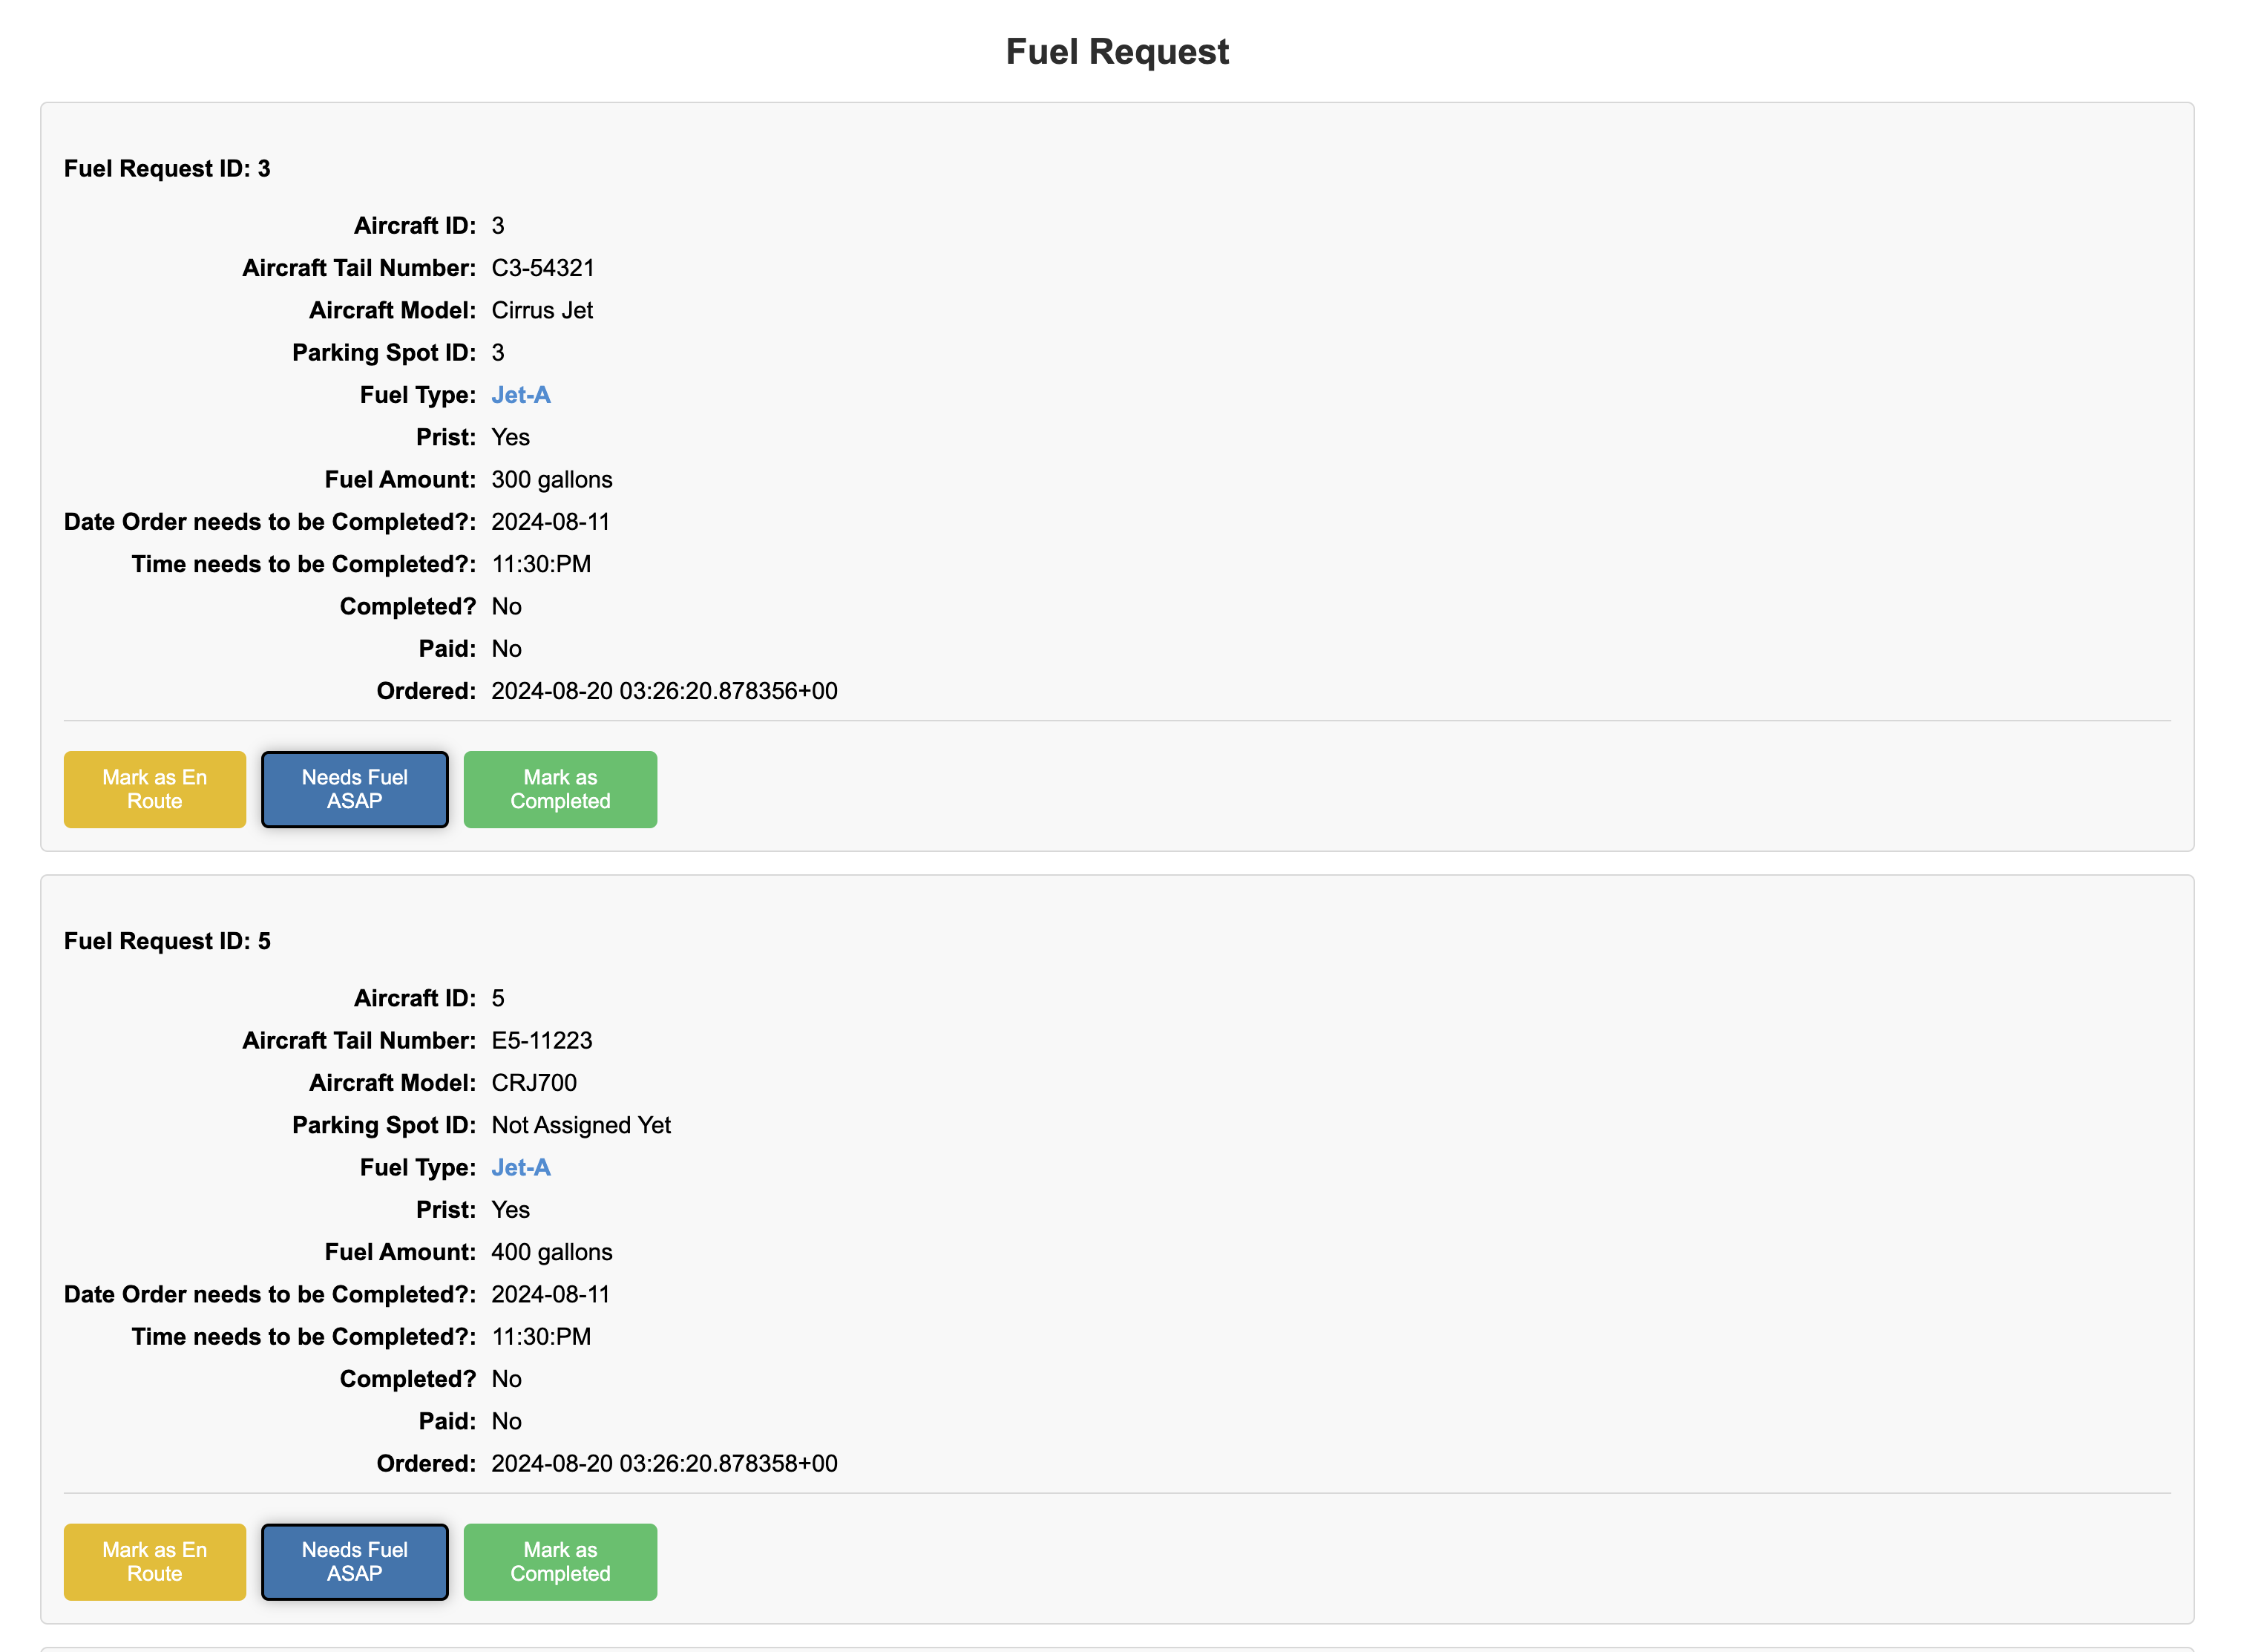 Fuel Request
Fuel Request ID: 3
Aircraft ID: 3
Aircraft Tail Number: C3-54321
Aircraft Model: Cirrus Jet
Parking Spot ID: 3
Fuel Type: Jet-A
Prist: Yes
Fuel Amount: 300 gallons
Date Order needs to be Completed?: 2024-08-11
Time needs to be Completed?: 11:30:PM
Completed? No
Paid: No
Ordered: 2024-08-20 03:26:20.878356+00
Mark as En
Route
Needs Fuel
ASAP
Mark as
Completed
Fuel Request ID: 5
Aircraft ID: 5
Aircraft Tail Number: E5-11223
Aircraft Model: CRJ700
Parking Spot ID: Not Assigned Yet
Fuel Type: Jet-A
Prist: Yes
Fuel Amount: 400 gallons
Date Order needs to be Completed?: 2024-08-11
Time needs to be Completed?: 11:30:PM
Completed? No
Paid: No
Ordered: 2024-08-20 03:26:20.878358+00
Mark as En
Route
Needs Fuel
ASAP
Mark as
Completed